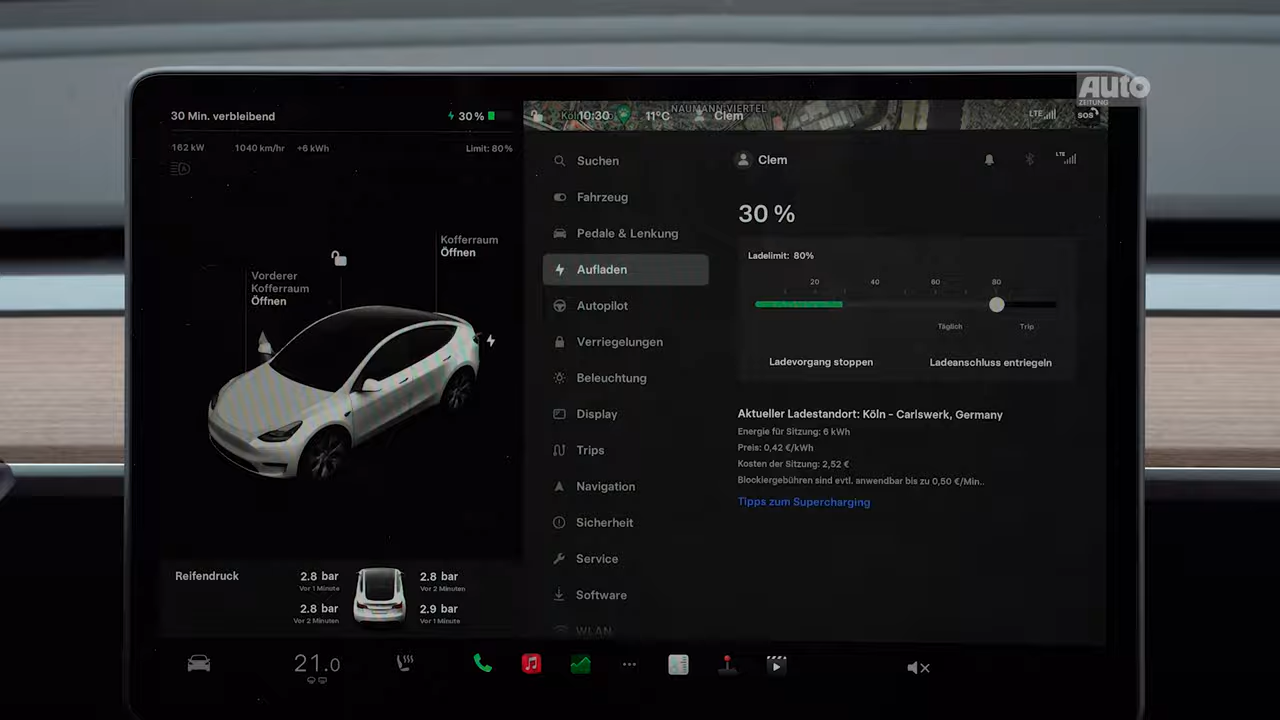 Auto
ZEITUNG
30 Min. verbleibend
30 %
162 kW 1040 km/hr +6 kWh Limit: 80 %
Kofferraum
Öffnen
Vorderer
Kofferraum
Öffnen
Reifendruck
2.8 bar
Vor 1 Minute
2.8 bar
Vor 2 Minuten
2.8 bar
Vor 2 Minuten
2.9 bar
Vor 1 Minute
NAUMANN-VIERTEL
10:30 11°C Clem LTE SOS
Suchen
Fahrzeug
Pedale & Lenkung
Aufladen
Autopilot
Verriegelungen
Beleuchtung
Display
Trips
Navigation
Sicherheit
Service
Software
WLAN
Clem LTE
30 %
Ladelimit: 80%
20 40 60 80
Täglich Trip
Ladevorgang stoppen Ladeanschluss entriegeln
Aktueller Ladestandort: Köln - Carlswerk, Germany
Energie für Sitzung: 6 kWh
Preis: 0,42 €/kWh
Kosten der Sitzung: 2,52 €
Blockiergebühren sind evtl. anwendbar bis zu 0,50 €/Min..
Tipps zum Supercharging
21.0